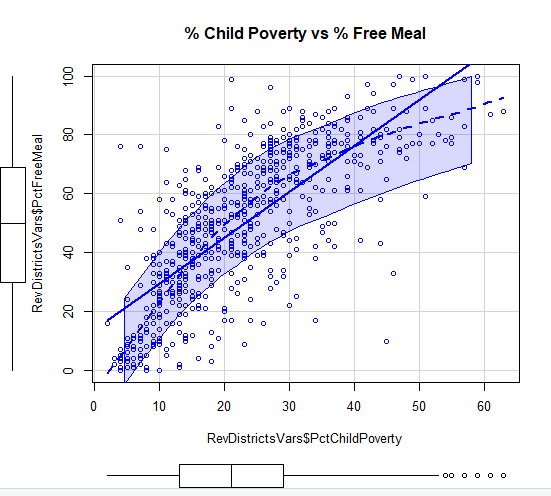 % Child Poverty vs % Free Meal
RevDistrictsVars$PctFreeMeal
100
80
60
40
20
0
0 10 20 30 40 50 60
RevDistrictsVars$PctChildPoverty